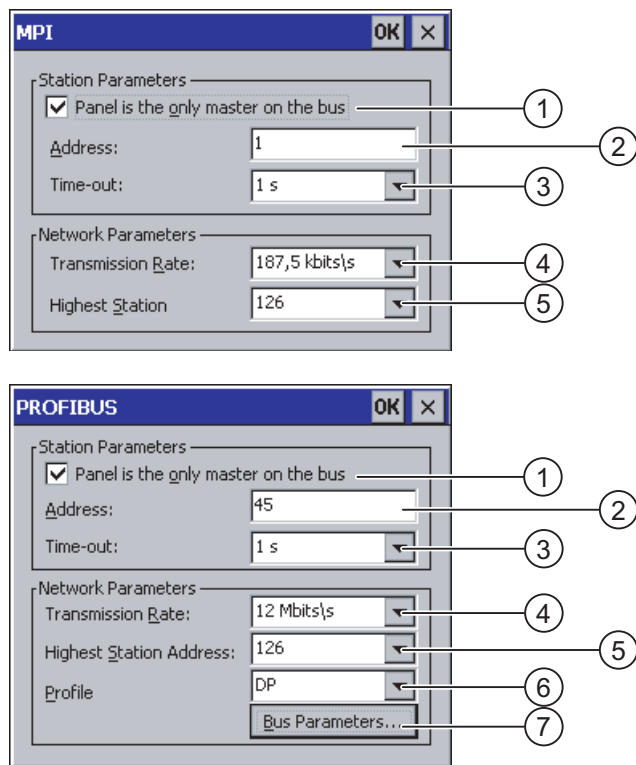 MPI OK ×
Station Parameters
Panel is the only master on the bus 1
Address: 1 2
Time-out: 1 s 3
Network Parameters
Transmission Rate: 187,5 kbits\s 4
Highest Station 126 5
PROFIBUS OK ×
Station Parameters
Panel is the only master on the bus 1
Address: 45 2
Time-out: 1 s 3
Network Parameters
Transmission Rate: 12 Mbits\s 4
Highest Station Address: 126 5
Profile DP 6
Bus Parameters... 7